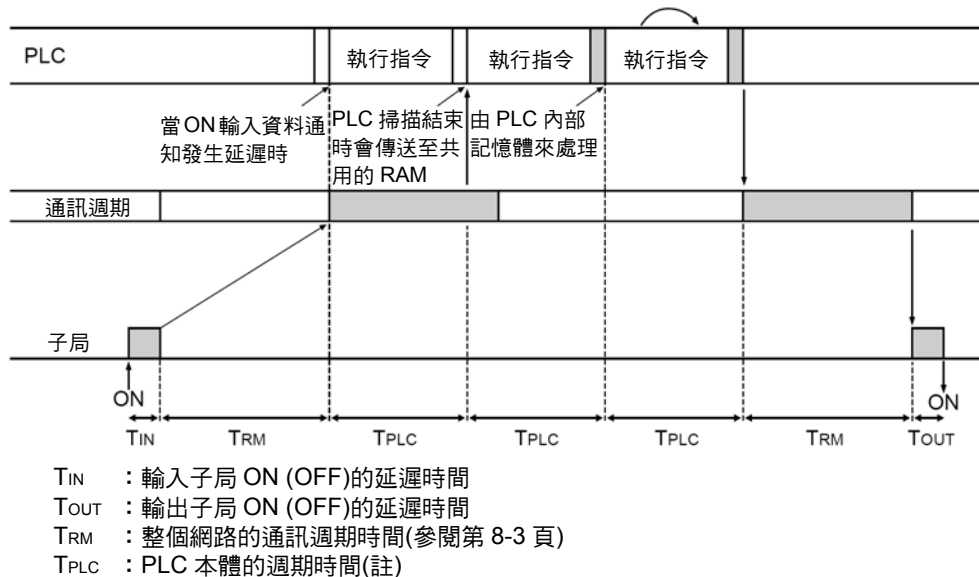 PLC
執行指令 執行指令 執行指令
當 ON 輸入資料通
知發生延遲時
PLC 掃描結束
時會傳送至共
用的 RAM
由 PLC 內部
記憶體來處理
通訊週期
子局
ON
ON
TIN TRM TPLC TPLC TPLC TRM TOUT
TIN ：輸入子局 ON (OFF)的延遲時間
TOUT ：輸出子局 ON (OFF)的延遲時間
TRM ：整個網路的通訊週期時間(參閱第 8-3 頁)
TPLC ：PLC 本體的週期時間(註)